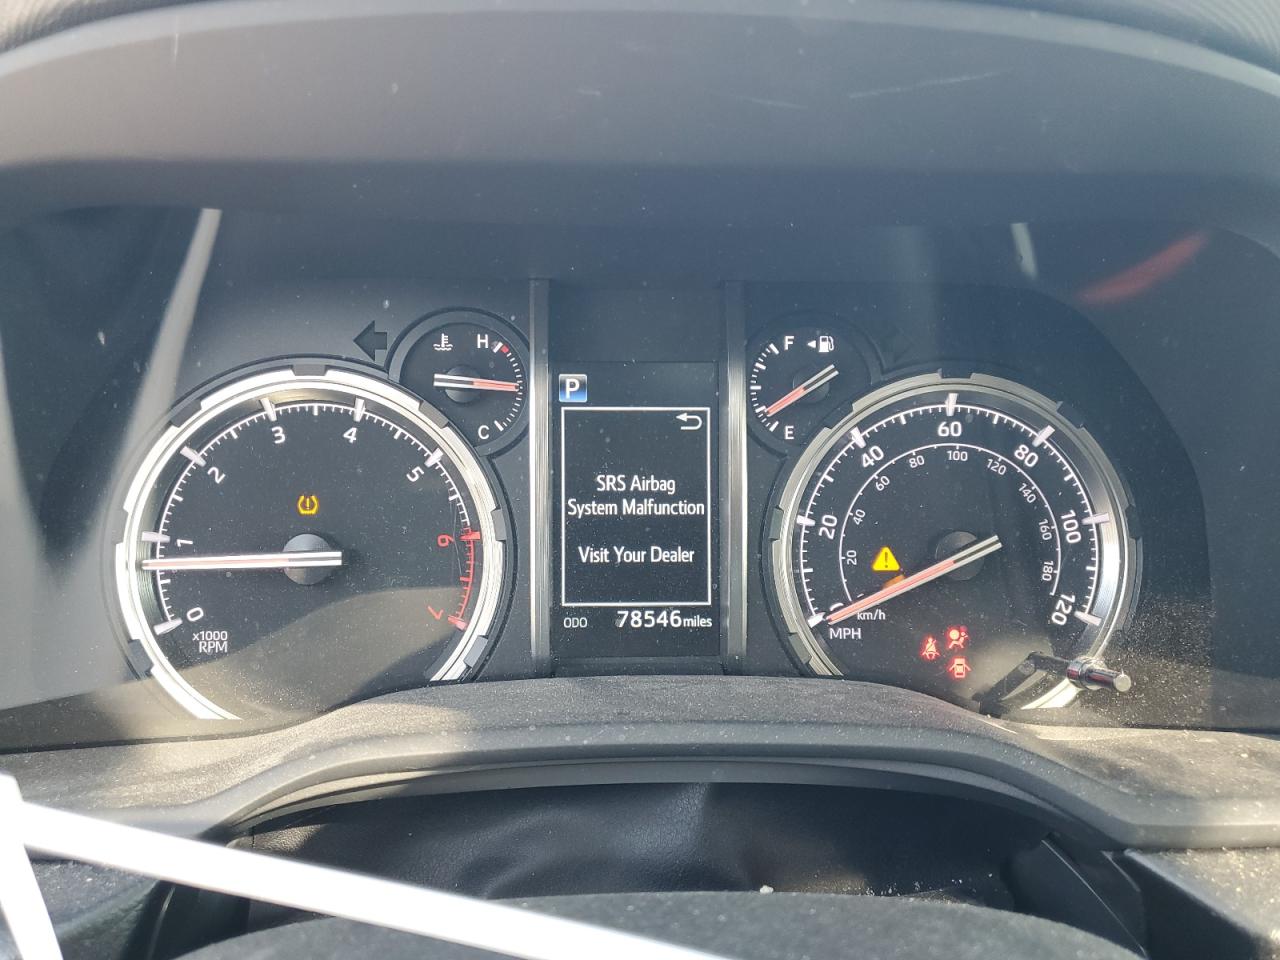 H
C
F
E
P
SRS Airbag
System Malfunction
Visit Your Dealer
ODO 78546 miles
0
1
2
3
4
5
6
7
x1000
RPM
20
40
60
80
100
120
20
40
60
80
100
120
140
160
180
km/h
MPH